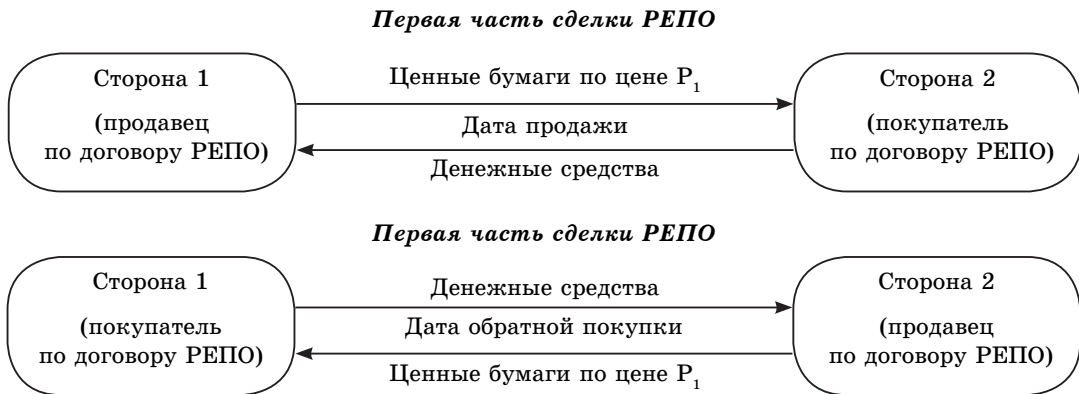 Первая часть сделки РЕПО
Сторона 1
(продавец
по договору РЕПО)
Ценные бумаги по цене P₁
Дата продажи
Денежные средства
Сторона 2
(покупатель
по договору РЕПО)
Первая часть сделки РЕПО
Сторона 1
(покупатель
по договору РЕПО)
Денежные средства
Дата обратной покупки
Ценные бумаги по цене P₁
Сторона 2
(продавец
по договору РЕПО)